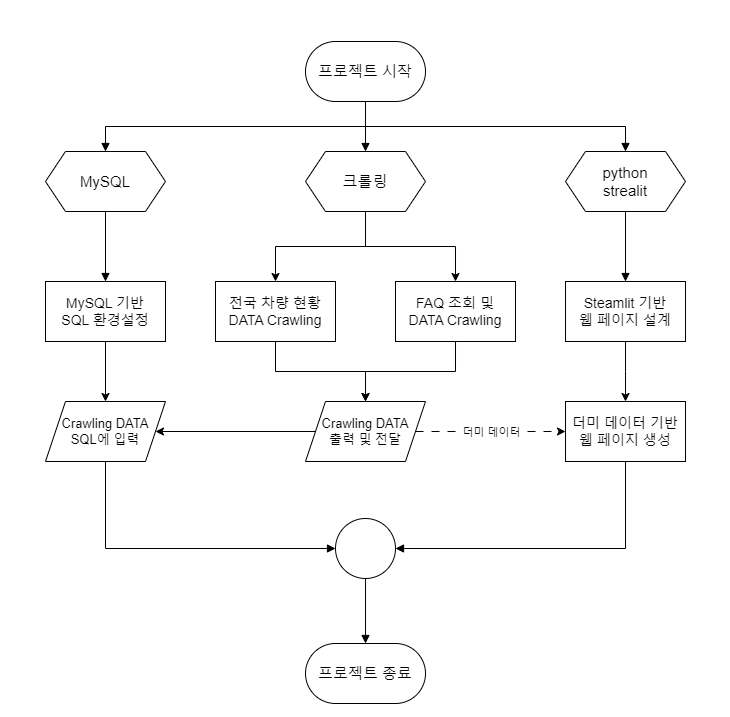 프로젝트 시작
MySQL
크롤링
python
strealit
MySQL 기반
SQL 환경설정
전국 차량 현황
DATA Crawling
FAQ 조회 및
DATA Crawling
Steamlit 기반
웹 페이지 설계
Crawling DATA
SQL에 입력
Crawling DATA
출력 및 전달
더미 데이터
더미 데이터 기반
웹 페이지 생성
프로젝트 종료